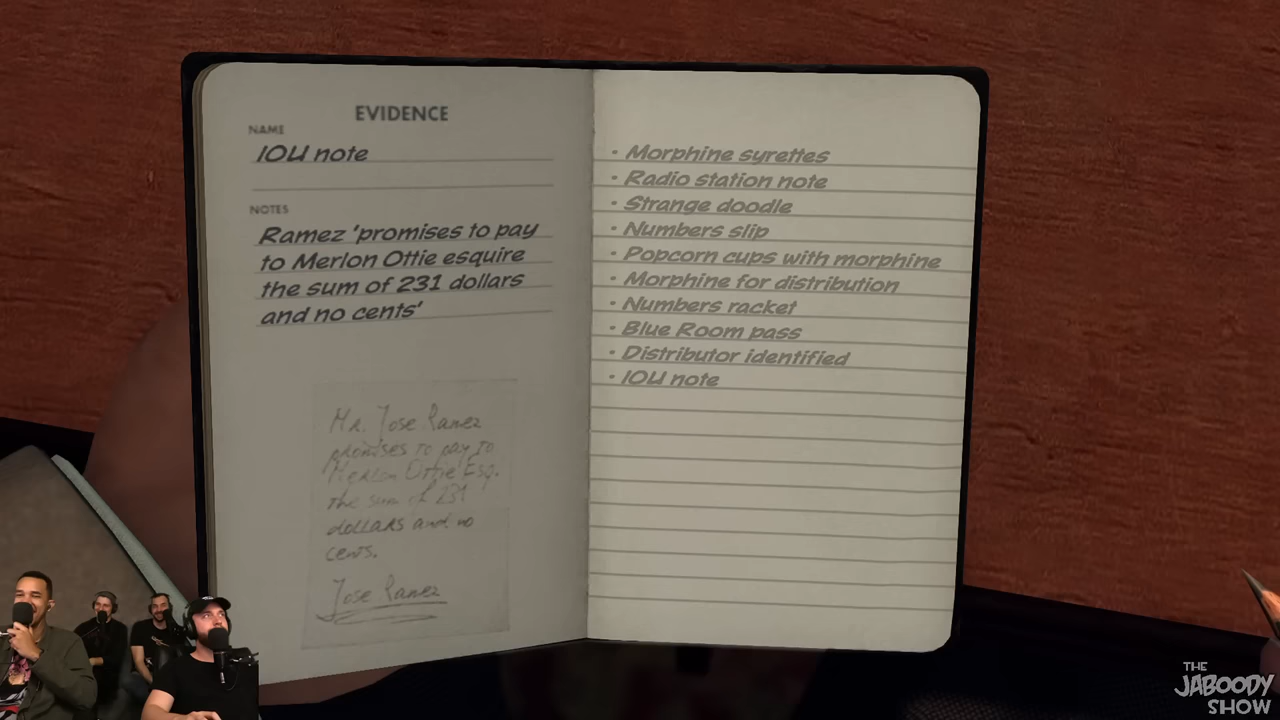 EVIDENCE
NAME
IOU note
NOTES
Ramez 'promises to pay
to Merlon Ottie esquire
the sum of 231 dollars
and no cents'
Mr. Jose Ramez
promises to pay to
Merlon Ottie Esq.
the sum of 231
dollars and no
cents.
Jose Ramez
• Morphine syrettes
• Radio station note
• Strange doodle
• Numbers slip
• Popcorn cups with morphine
• Morphine for distribution
• Numbers racket
• Blue Room pass
• Distributor identified
• IOU note
THE
JABOODY
SHOW